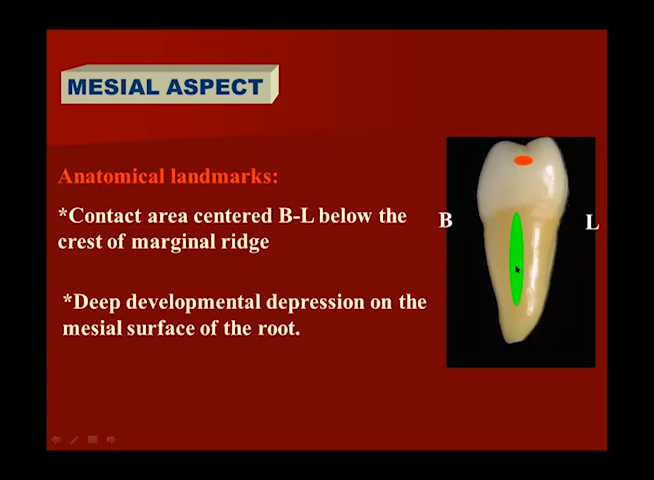 MESIAL ASPECT
Anatomical landmarks:
*Contact area centered B-L below the
crest of marginal ridge
B
L
*Deep developmental depression on the
mesial surface of the root.